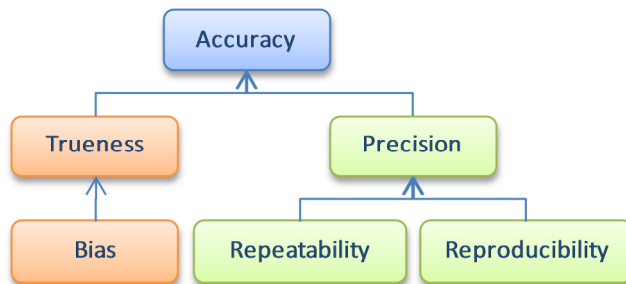 Accuracy
Trueness
Precision
Bias
Repeatability
Reproducibility